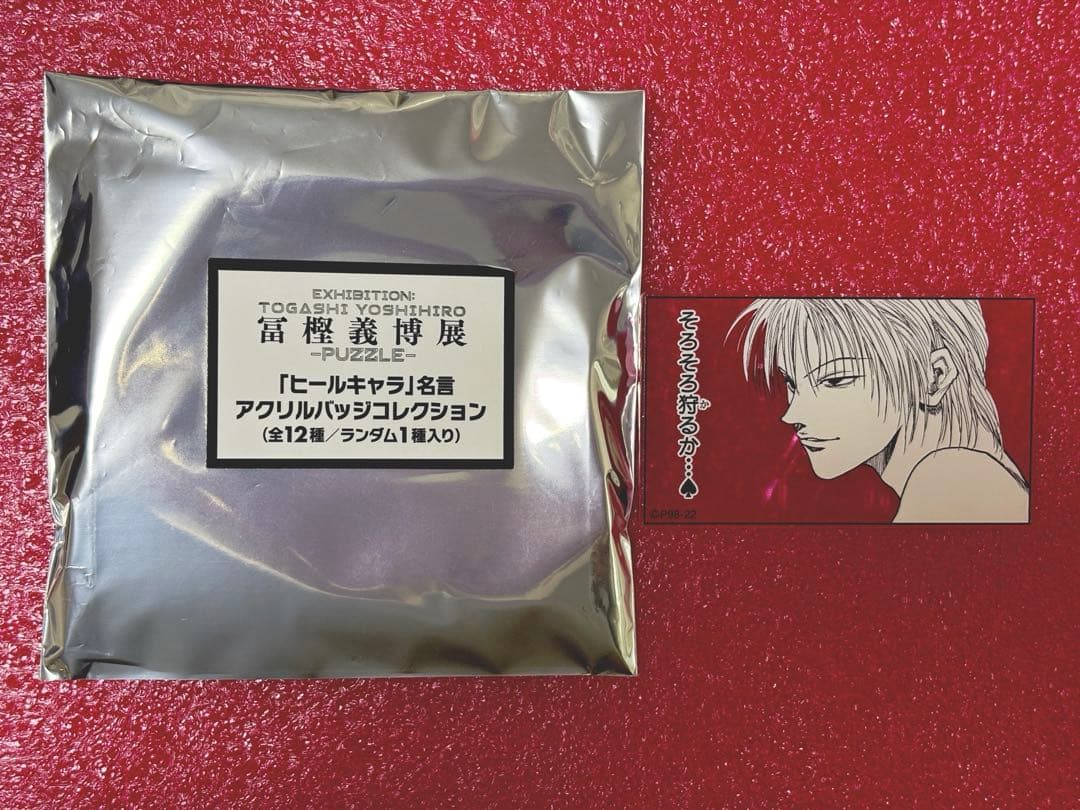 EXHIBITION:
TOGASHI YOSHIHIRO
冨樫義博展
-PUZZLE-
「ヒールキャラ」名言
アクリルバッジコレクション
(全12種/ランダム1種入り)
そろそろ狩るか…♠
か
©P98-22